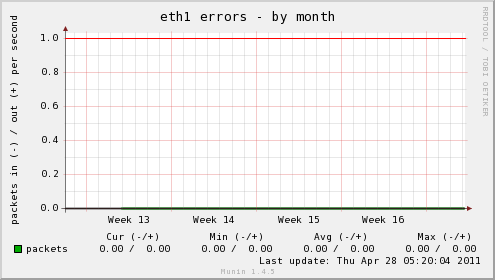 eth1 errors - by month
RRDTOOL / TOBI OETIKER
packets in (-) / out (+) per second
1.0
0.8
0.6
0.4
0.2
0.0
Week 13 Week 14 Week 15 Week 16
Cur (-/+) Min (-/+) Avg (-/+) Max (-/+)
packets 0.00 / 0.00 0.00 / 0.00 0.00 / 0.00 0.00 / 0.00
Last update: Thu Apr 28 05:20:04 2011
Munin 1.4.5